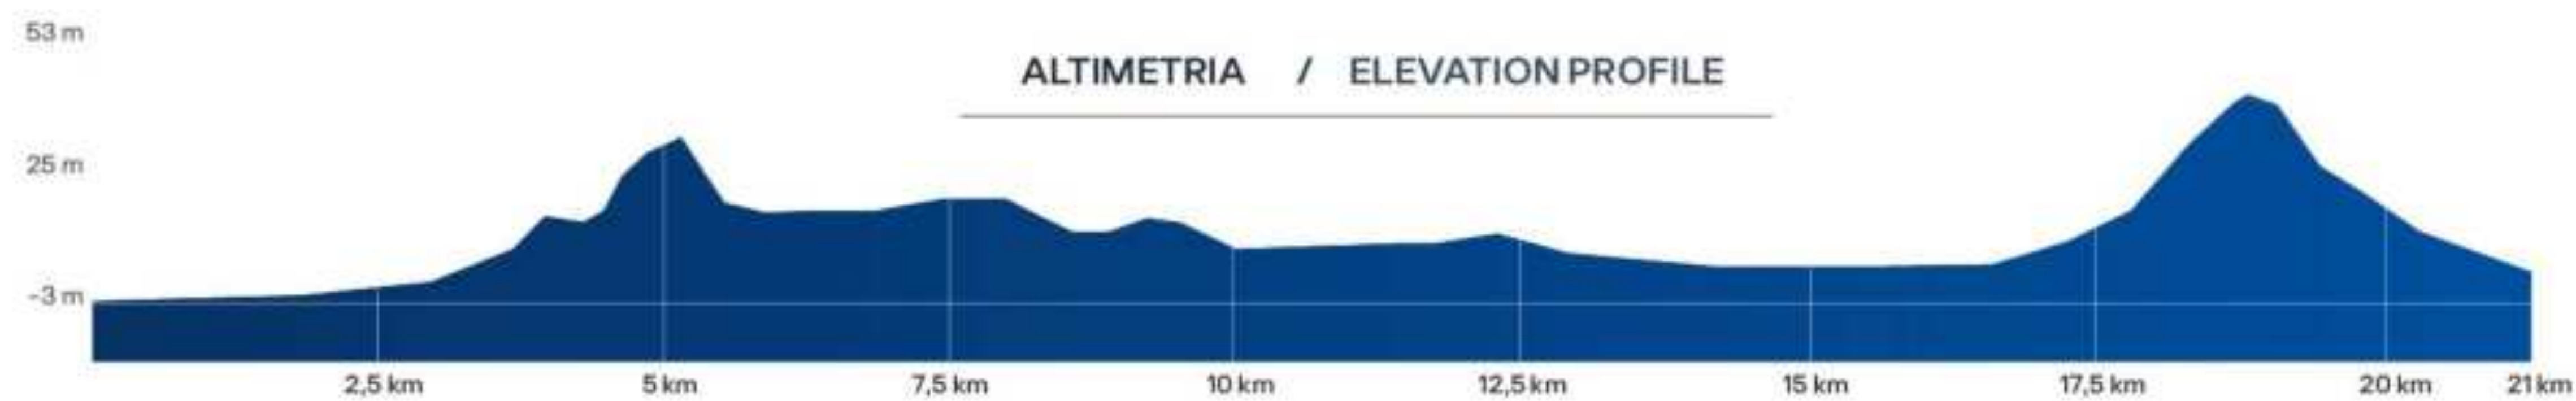 53 m
ALTIMETRIA / ELEVATION PROFILE
25 m
-3 m
2,5 km 5 km 7,5 km 10 km 12,5 km 15 km 17,5 km 20 km 21 km